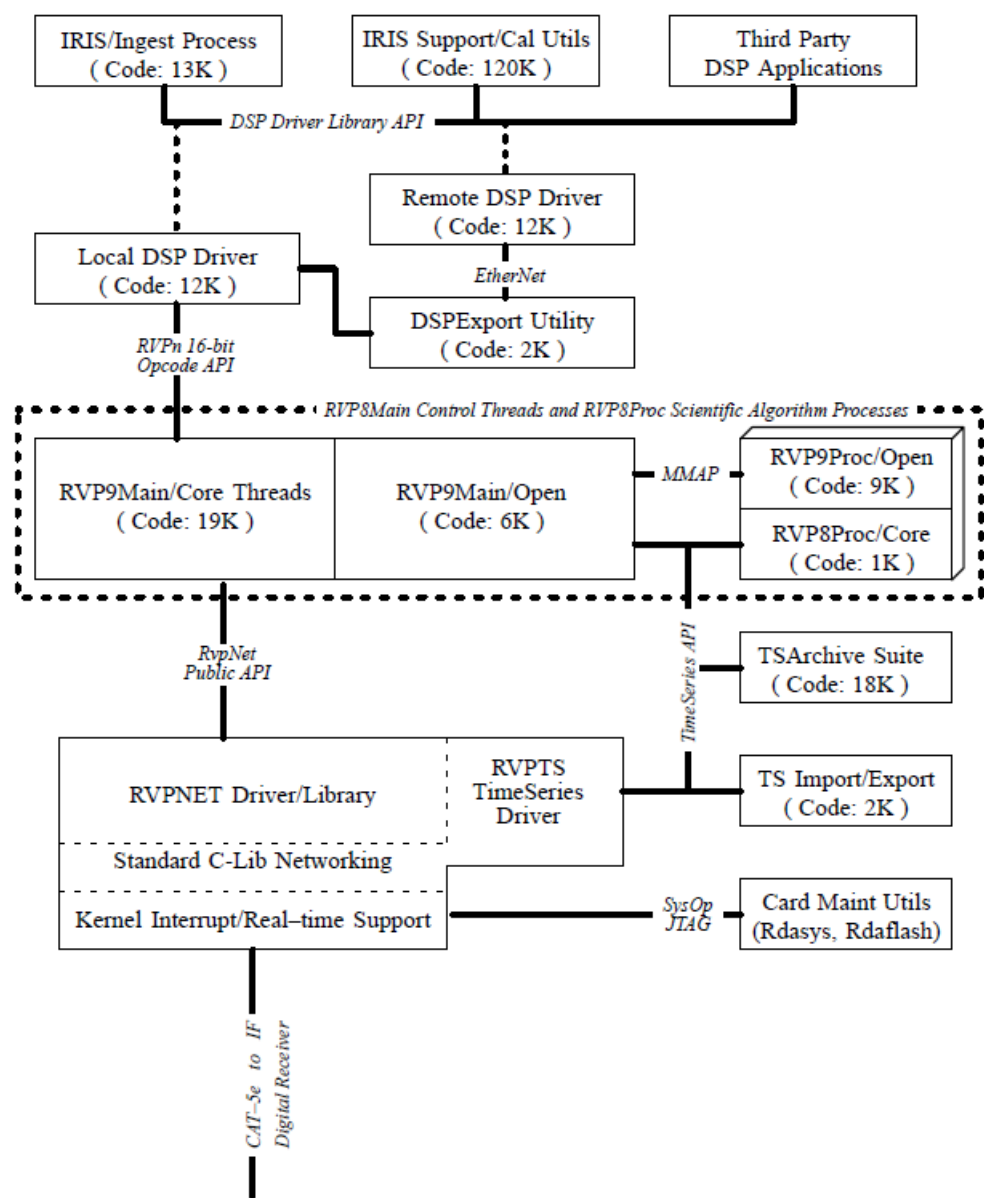 IRIS/Ingest Process
( Code: 13K )
IRIS Support/Cal Utils
( Code: 120K )
Third Party
DSP Applications
DSP Driver Library API
Remote DSP Driver
( Code: 12K )
Local DSP Driver
( Code: 12K )
EtherNet
DSPExport Utility
( Code: 2K )
RVPn 16-bit
Opcode API
RVP8Main Control Threads and RVP8Proc Scientific Algorithm Processes
RVP9Main/Core Threads
( Code: 19K )
RVP9Main/Open
( Code: 6K )
MMAP
RVP9Proc/Open
( Code: 9K )
RVP8Proc/Core
( Code: 1K )
RvpNet
Public API
TimeSeries API
TSArchive Suite
( Code: 18K )
RVPNET Driver/Library
RVPTS
TimeSeries
Driver
TS Import/Export
( Code: 2K )
Standard C-Lib Networking
Kernel Interrupt/Real–time Support
SysOp
JTAG
Card Maint Utils
(Rdasys, Rdaflash)
CAT–5e to IF
Digital Receiver